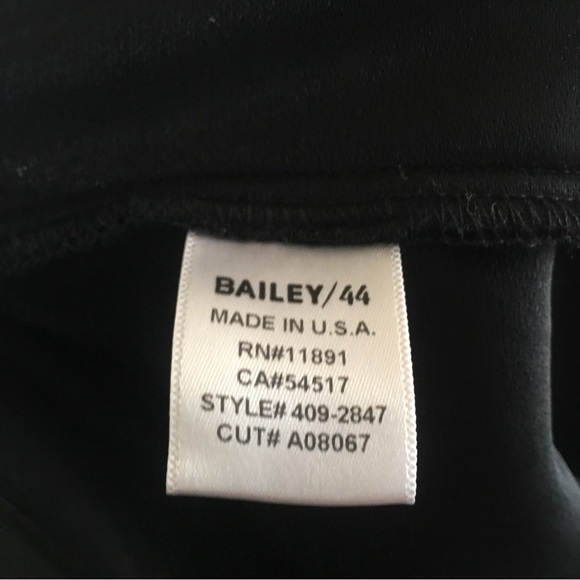 BAILEY/44
MADE IN U.S.A.
RN#11891
CA#54517
STYLE# 409-2847
CUT# A08067